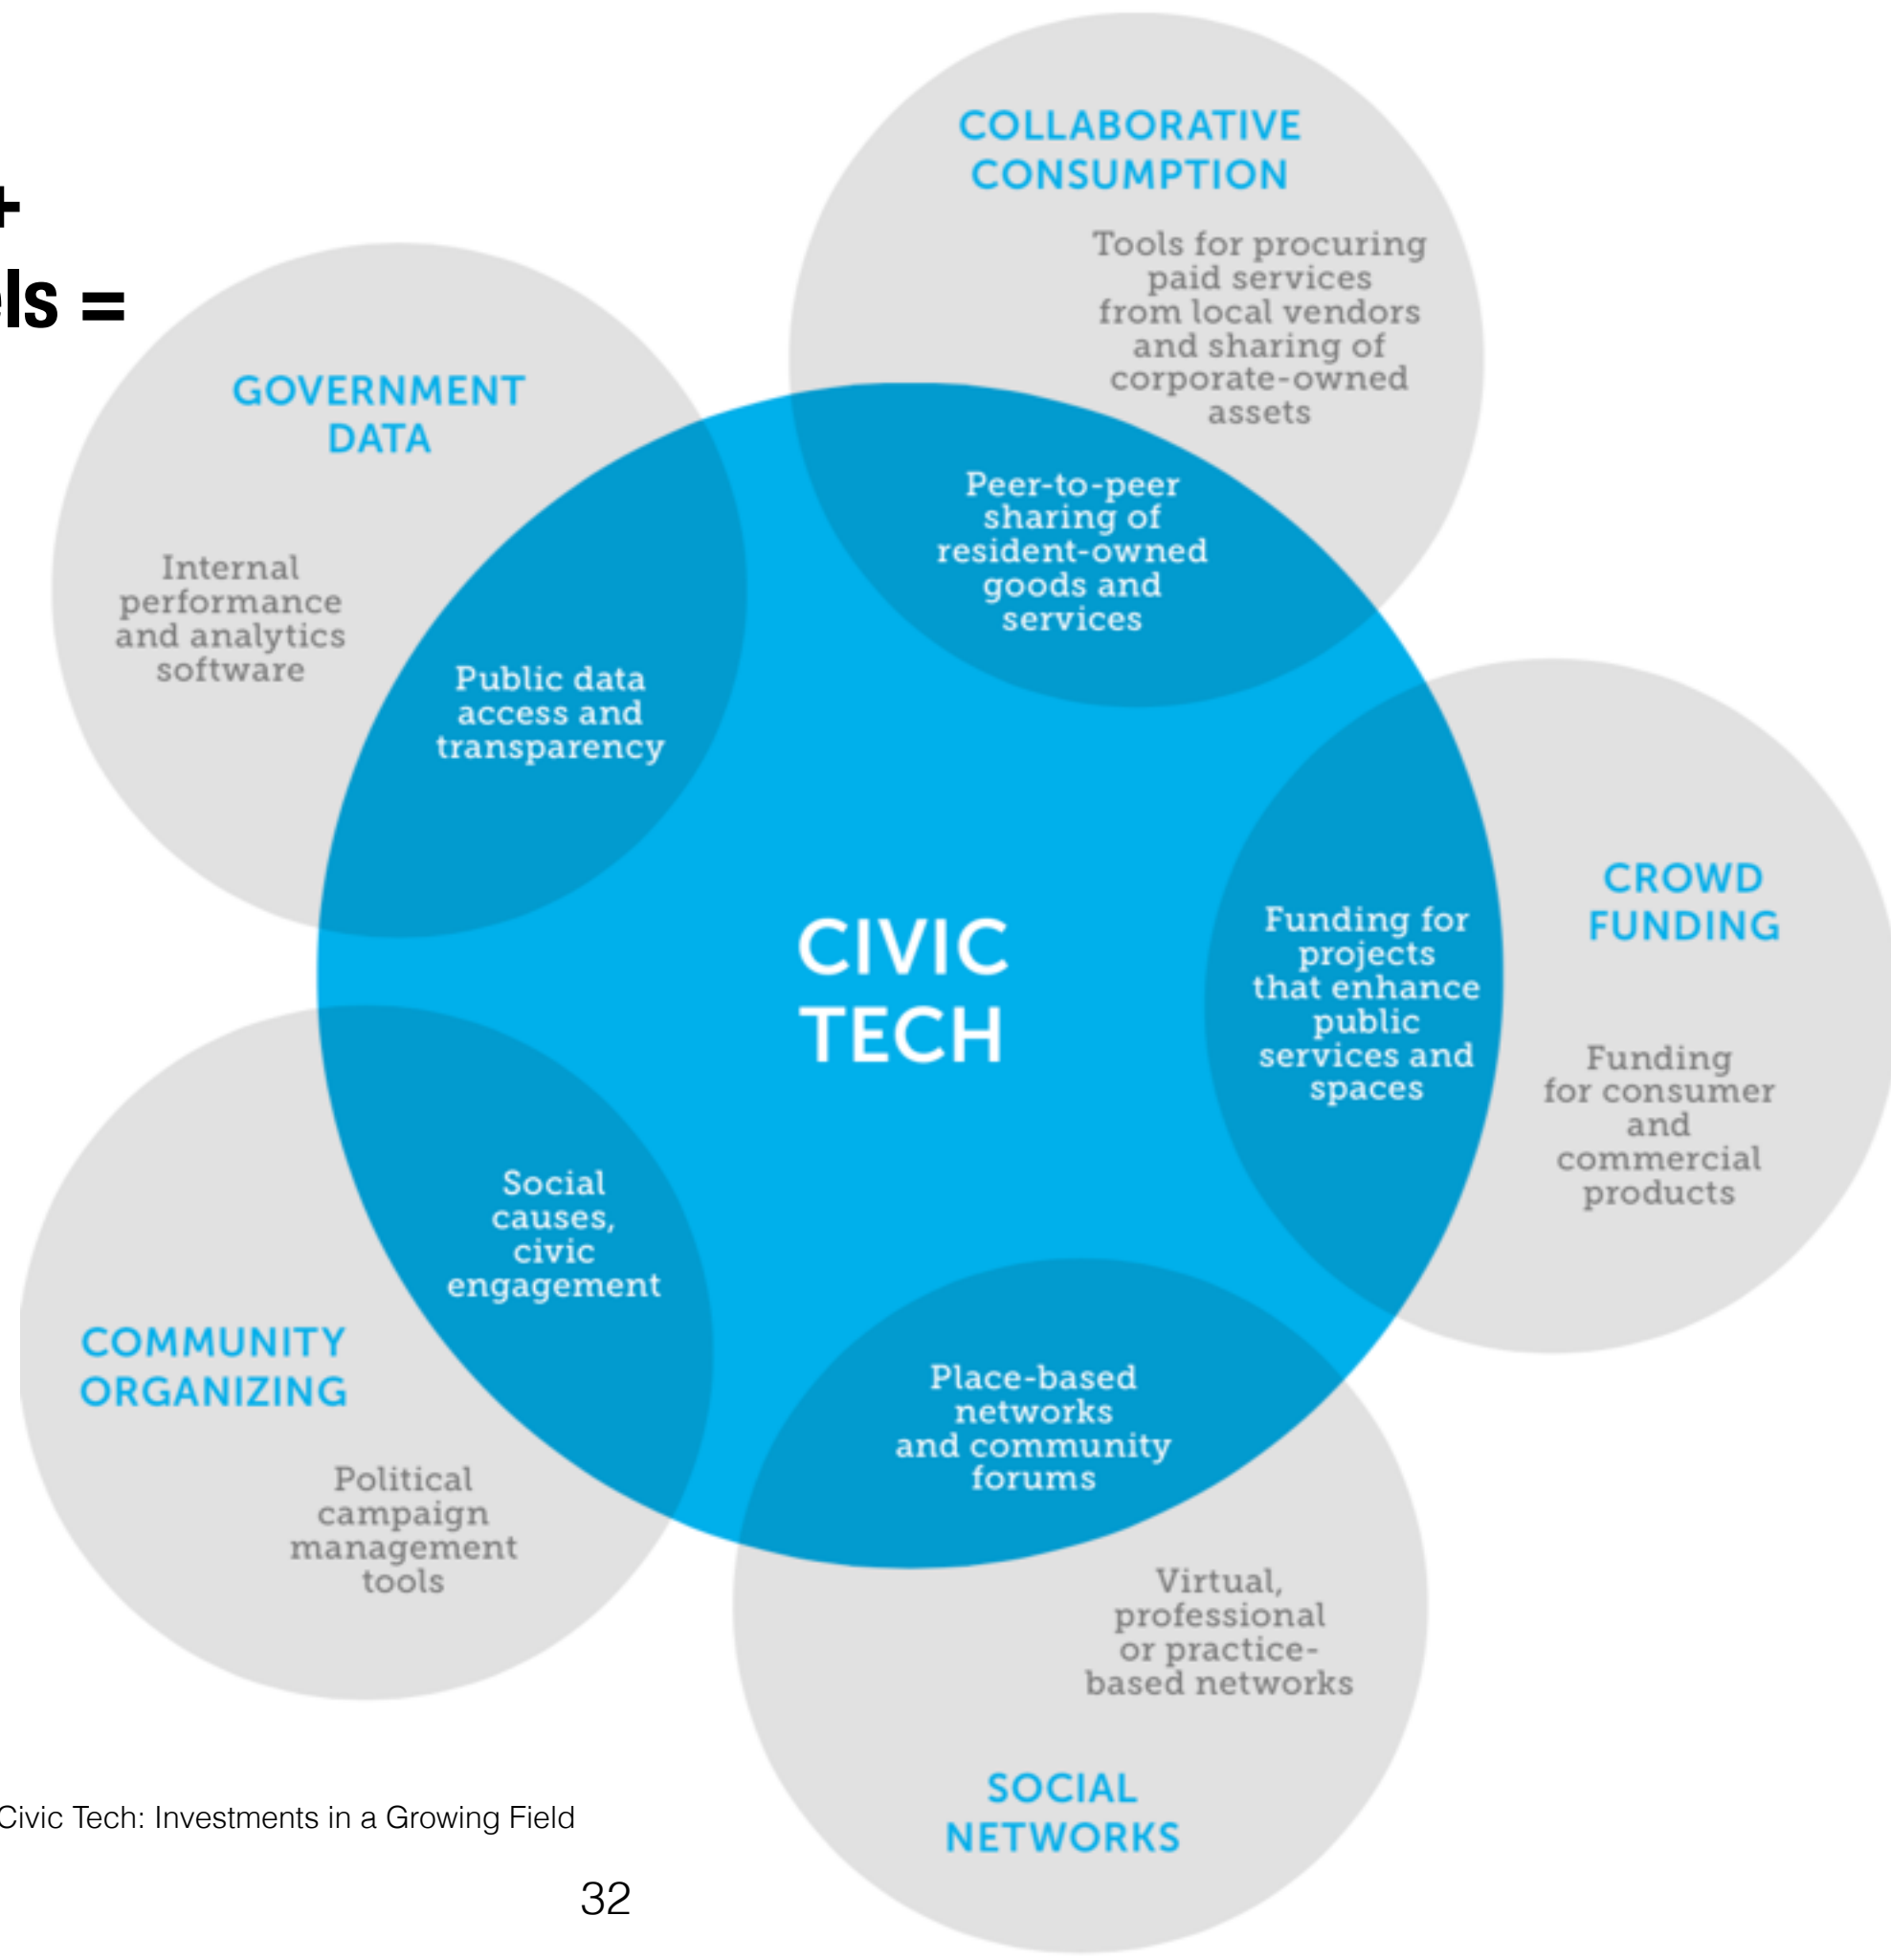 +
els =
COLLABORATIVE
CONSUMPTION
Tools for procuring
paid services
from local vendors
and sharing of
corporate-owned
assets
Peer-to-peer
sharing of
resident-owned
goods and
services
GOVERNMENT
DATA
Internal
performance
and analytics
software
Public data
access and
transparency
CIVIC
TECH
CROWD
FUNDING
Funding for
projects
that enhance
public
services and
spaces
Funding
for consumer
and
commercial
products
Social
causes,
civic
engagement
COMMUNITY
ORGANIZING
Political
campaign
management
tools
Place-based
networks
and community
forums
Virtual,
professional
or practice-
based networks
SOCIAL
NETWORKS
Civic Tech: Investments in a Growing Field
32